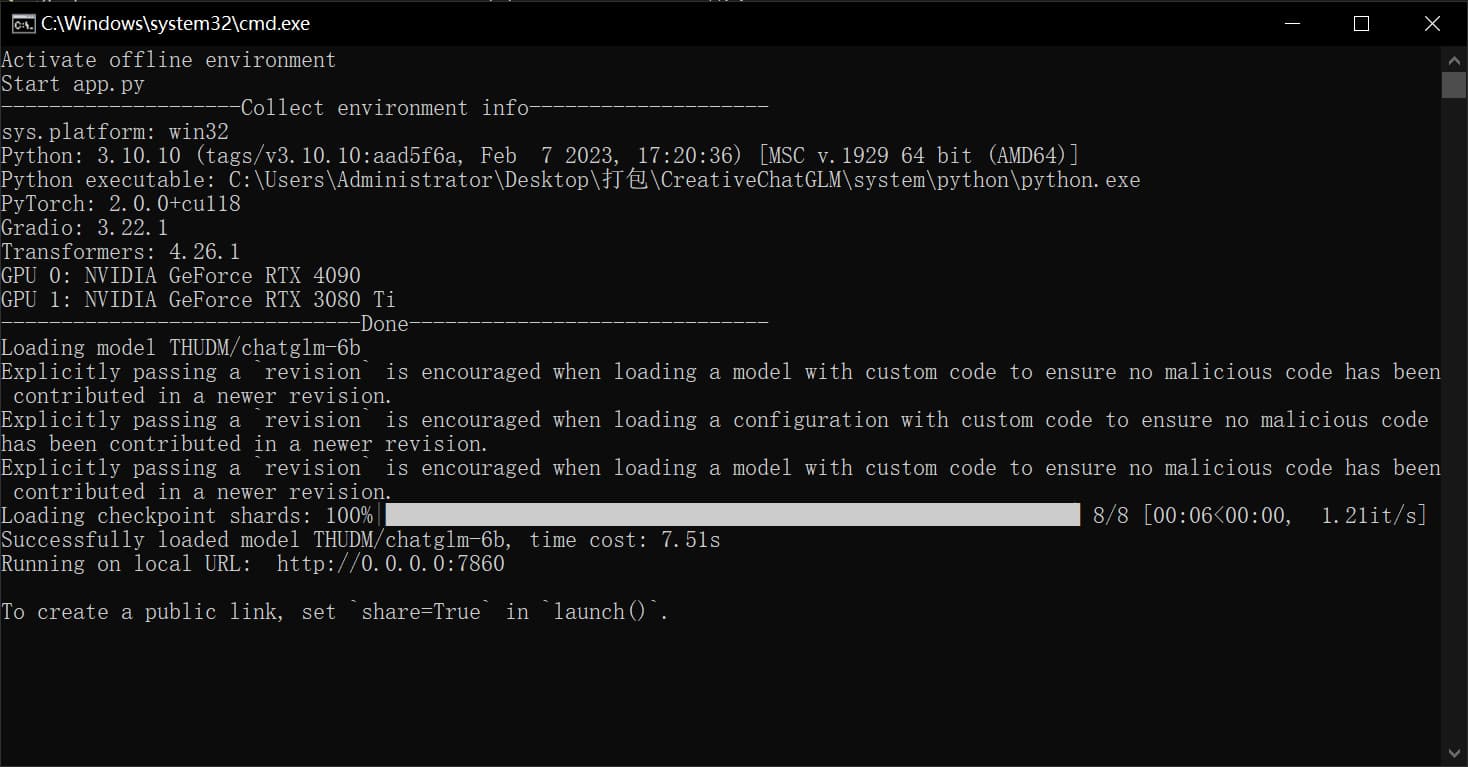 C:\Windows\system32\cmd.exe
Activate offline environment
Start app.py
--------------------Collect environment info--------------------
sys.platform: win32
Python: 3.10.10 (tags/v3.10.10:aad5f6a, Feb  7 2023, 17:20:36) [MSC v.1929 64 bit (AMD64)]
Python executable: C:\Users\Administrator\Desktop\打包\CreativeChatGLM\system\python\python.exe
PyTorch: 2.0.0+cu118
Gradio: 3.22.1
Transformers: 4.26.1
GPU 0: NVIDIA GeForce RTX 4090
GPU 1: NVIDIA GeForce RTX 3080 Ti
------------------------------Done------------------------------
Loading model THUDM/chatglm-6b
Explicitly passing a `revision` is encouraged when loading a model with custom code to ensure no malicious code has been
 contributed in a newer revision.
Explicitly passing a `revision` is encouraged when loading a configuration with custom code to ensure no malicious code
has been contributed in a newer revision.
Explicitly passing a `revision` is encouraged when loading a model with custom code to ensure no malicious code has been
 contributed in a newer revision.
Loading checkpoint shards: 100%| 8/8 [00:06<00:00,  1.21it/s]
Successfully loaded model THUDM/chatglm-6b, time cost: 7.51s
Running on local URL:  http://0.0.0.0:7860
To create a public link, set `share=True` in `launch()`.